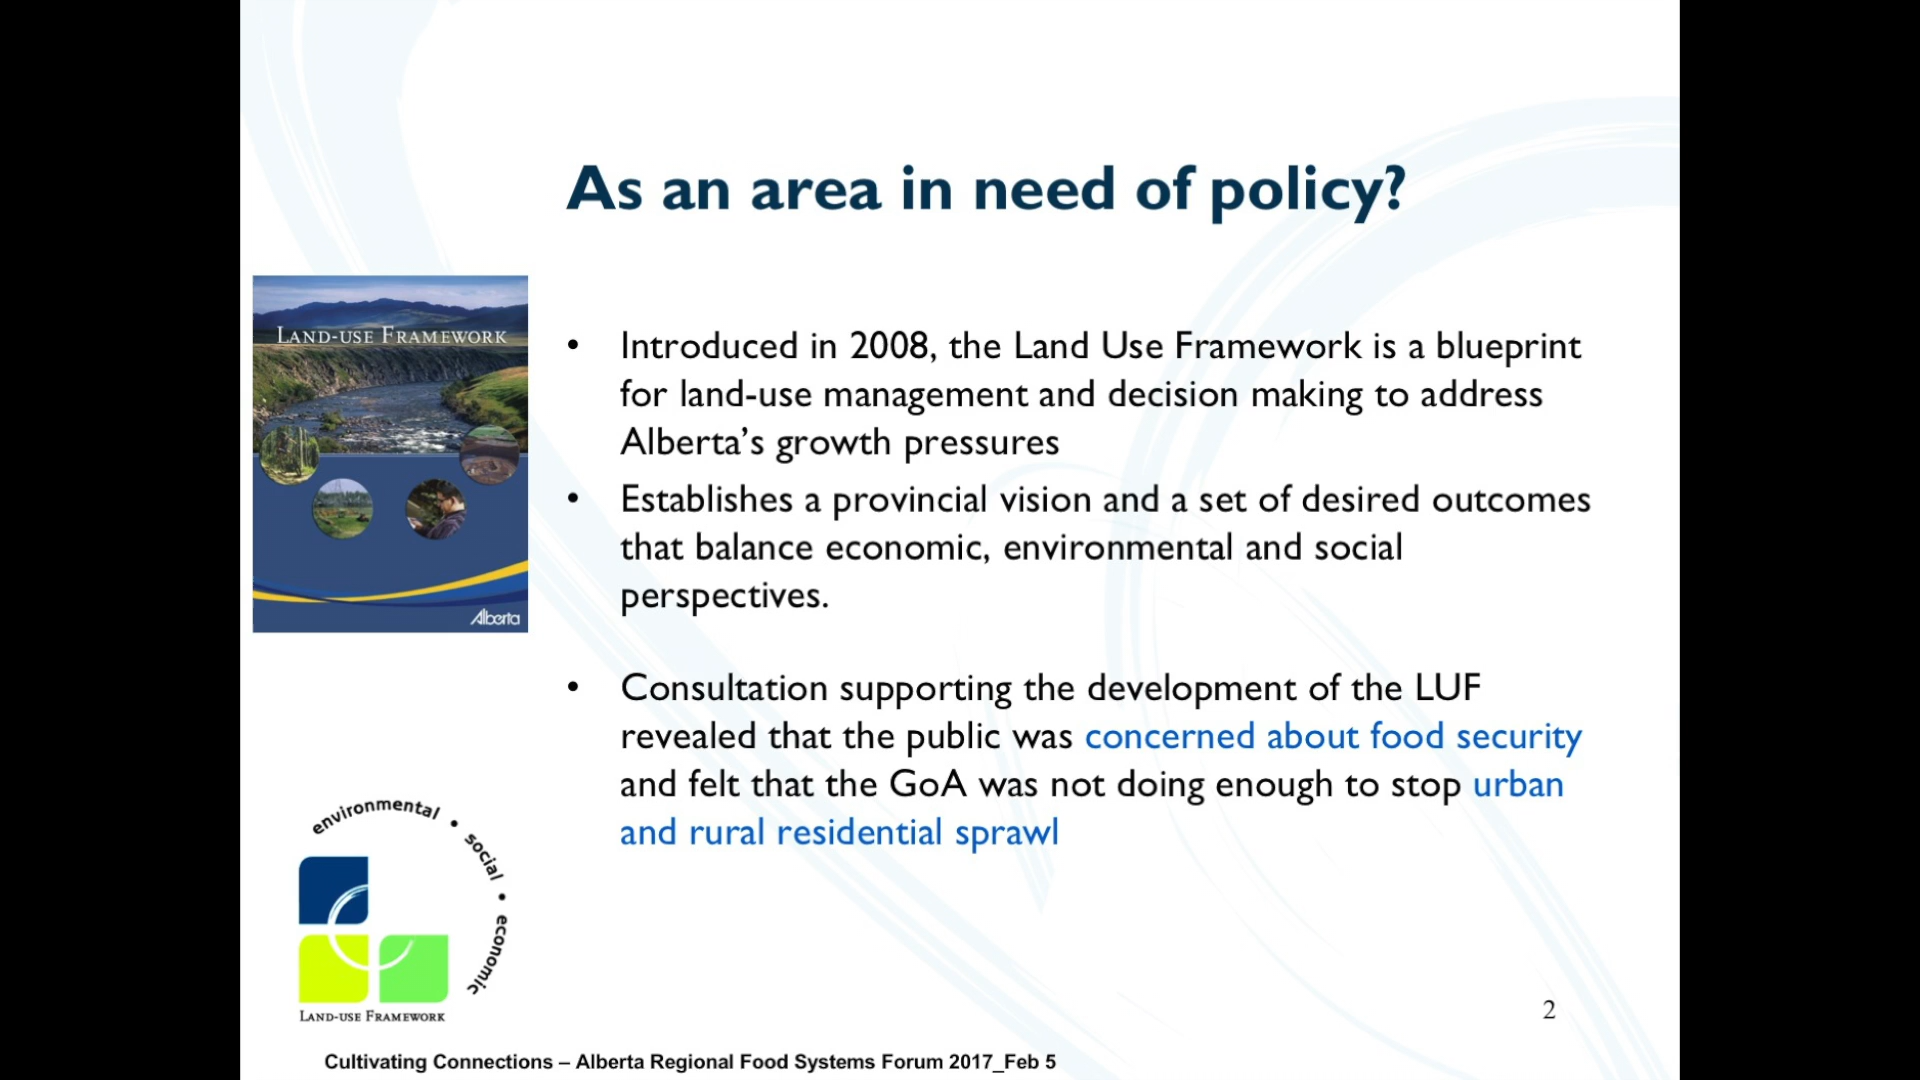 As an area in need of policy?
LAND-USE FRAMEWORK
Alberta
• Introduced in 2008, the Land Use Framework is a blueprint
for land-use management and decision making to address
Alberta’s growth pressures
• Establishes a provincial vision and a set of desired outcomes
that balance economic, environmental and social
perspectives.
• Consultation supporting the development of the LUF
revealed that the public was concerned about food security
and felt that the GoA was not doing enough to stop urban
and rural residential sprawl
environmental • social • economic
LAND-USE FRAMEWORK
2
Cultivating Connections – Alberta Regional Food Systems Forum 2017_Feb 5